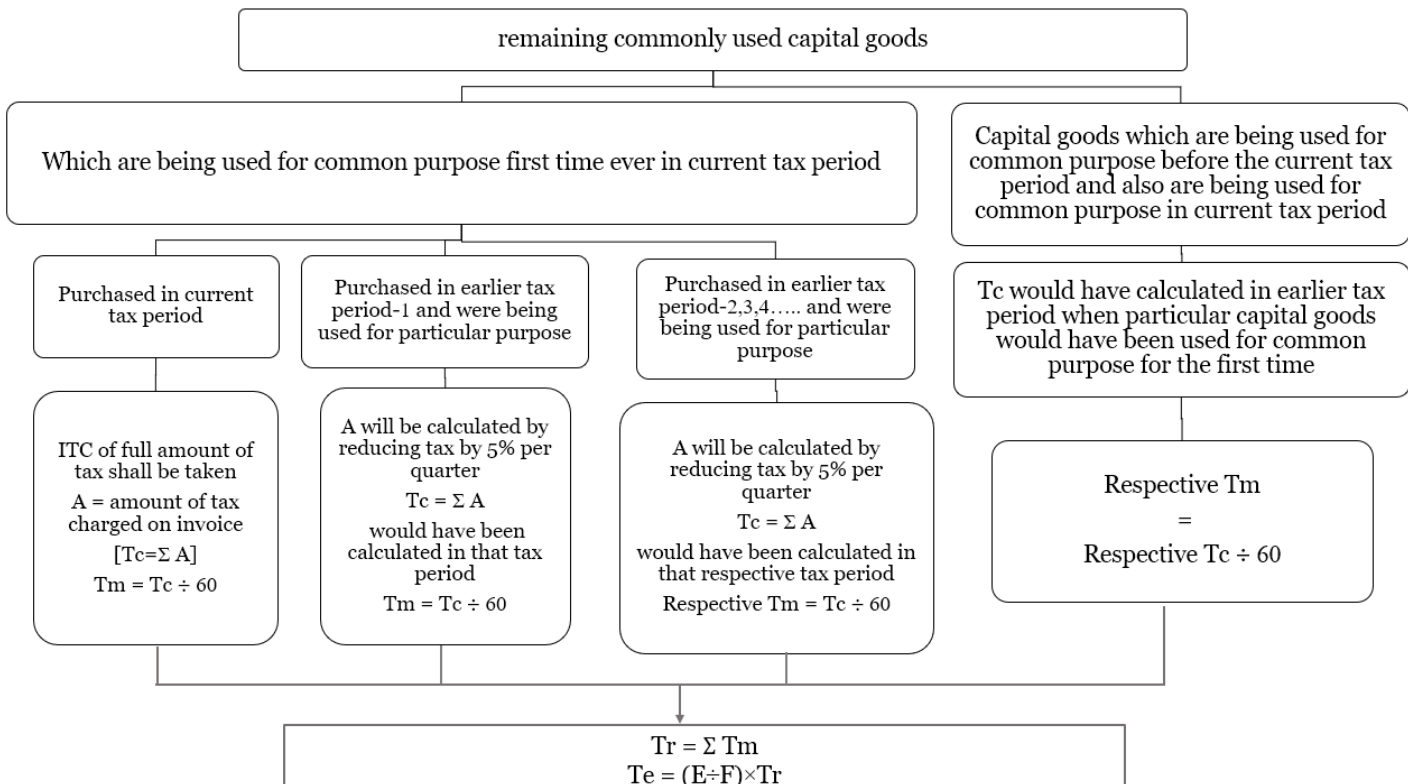 remaining commonly used capital goods
Which are being used for common purpose first time ever in current tax period
Capital goods which are being used for
common purpose before the current tax
period and also are being used for
common purpose in current tax period
Purchased in current
tax period
Purchased in earlier tax
period-1 and were being
used for particular purpose
Purchased in earlier tax
period-2,3,4….. and were
being used for particular
purpose
Tc would have calculated in earlier tax
period when particular capital goods
would have been used for common
purpose for the first time
ITC of full amount of
tax shall be taken
A = amount of tax
charged on invoice
[Tc=Σ A]
Tm = Tc ÷ 60
A will be calculated by
reducing tax by 5% per
quarter
Tc = Σ A
would have been
calculated in that tax
period
Tm = Tc ÷ 60
A will be calculated by
reducing tax by 5% per
quarter
Tc = Σ A
would have been calculated in
that respective tax period
Respective Tm = Tc ÷ 60
Respective Tm
=
Respective Tc ÷ 60
Tr = Σ Tm
Te = (E÷F)×Tr